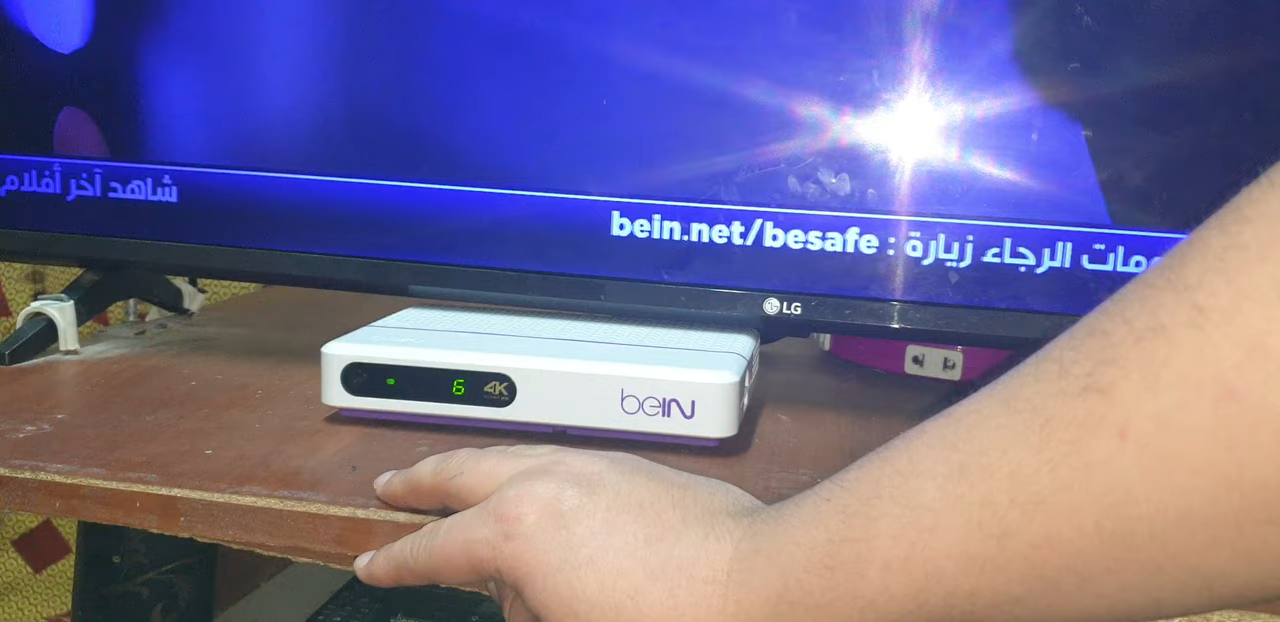 شاهد آخر أفلام
الرجاء زيارة : bein.net/besafe
LG
6
4K
beIN